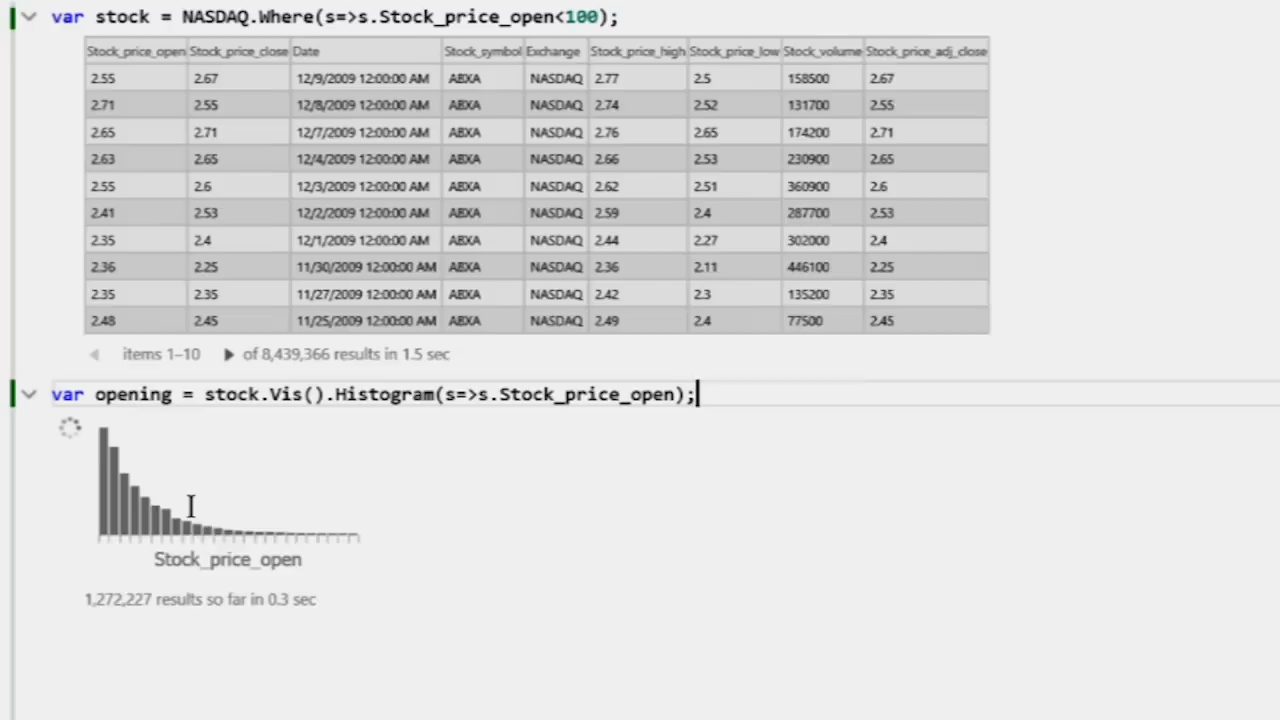 var stock = NASDAQ.Where(s=>s.Stock_price_open<100);
Stock_price_open Stock_price_close Date Stock_symbol Exchange Stock_price_high Stock_price_low Stock_volume Stock_price_adj_close
2.55 2.67 12/9/2009 12:00:00 AM ABXA NASDAQ 2.77 2.5 158500 2.67
2.71 2.55 12/8/2009 12:00:00 AM ABXA NASDAQ 2.74 2.52 131700 2.55
2.65 2.71 12/7/2009 12:00:00 AM ABXA NASDAQ 2.76 2.65 174200 2.71
2.63 2.65 12/4/2009 12:00:00 AM ABXA NASDAQ 2.66 2.53 230900 2.65
2.55 2.6 12/3/2009 12:00:00 AM ABXA NASDAQ 2.62 2.51 360900 2.6
2.41 2.53 12/2/2009 12:00:00 AM ABXA NASDAQ 2.59 2.4 287700 2.53
2.35 2.4 12/1/2009 12:00:00 AM ABXA NASDAQ 2.44 2.27 302000 2.4
2.36 2.25 11/30/2009 12:00:00 AM ABXA NASDAQ 2.36 2.11 446100 2.25
2.35 2.35 11/27/2009 12:00:00 AM ABXA NASDAQ 2.42 2.3 135200 2.35
2.48 2.45 11/25/2009 12:00:00 AM ABXA NASDAQ 2.49 2.4 77500 2.45
items 1–10 of 8,439,366 results in 1.5 sec
var opening = stock.Vis().Histogram(s=>s.Stock_price_open);
Stock_price_open
1,272,227 results so far in 0.3 sec